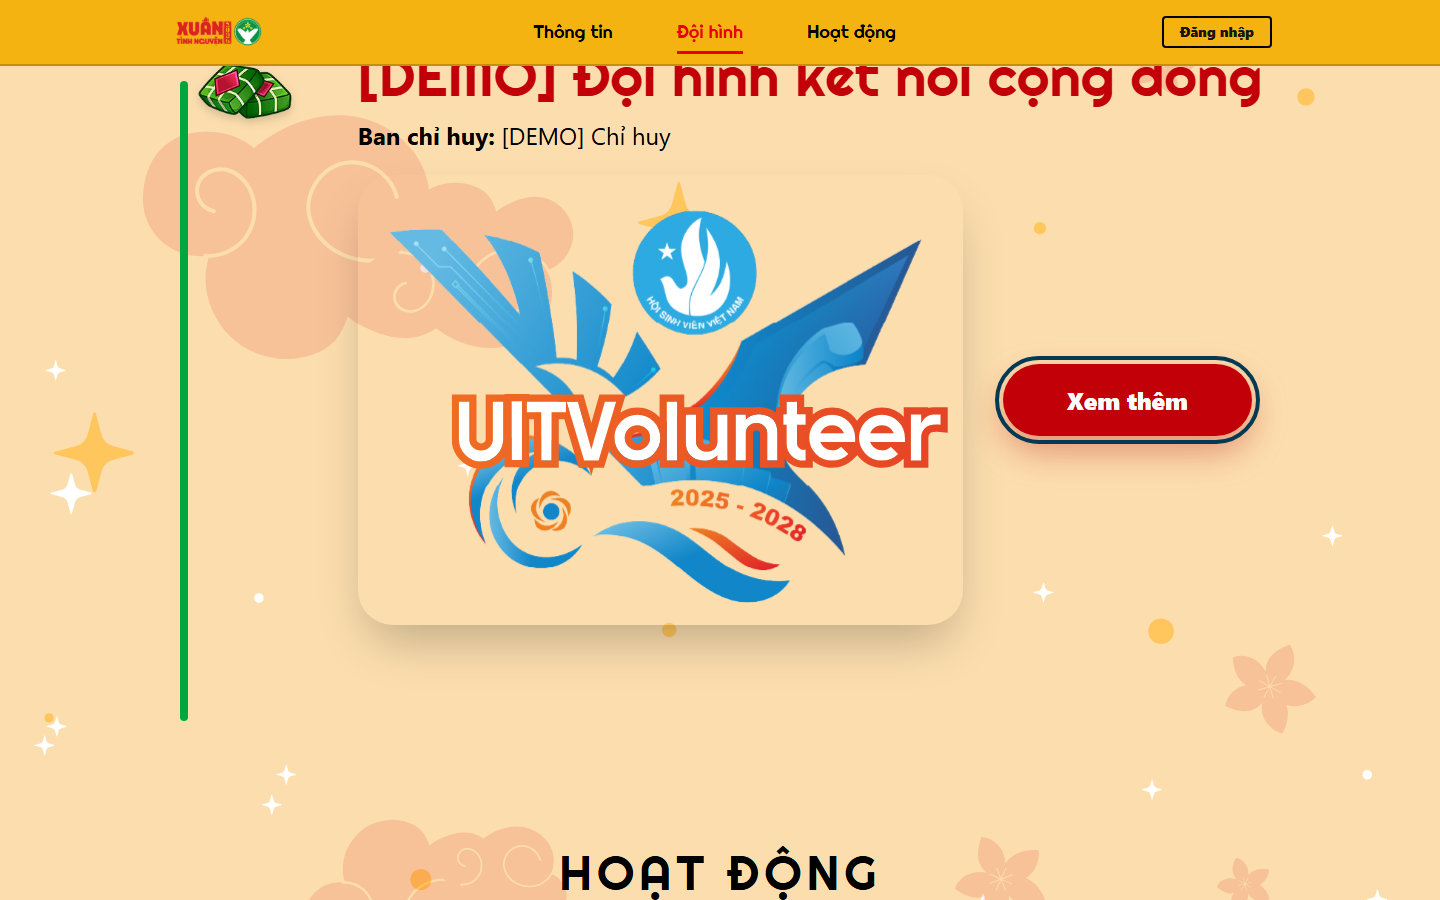 XUÂN
TÌNH NGUYỆN
Thông tin
Đội hình
Hoạt động
Đăng nhập
[DEMO] Đội hình kết nối cộng đồng
Ban chỉ huy: [DEMO] Chỉ huy
HỘI SINH VIÊN VIỆT NAM
UITVolunteer
2025 - 2028
Xem thêm
HOẠT ĐỘNG